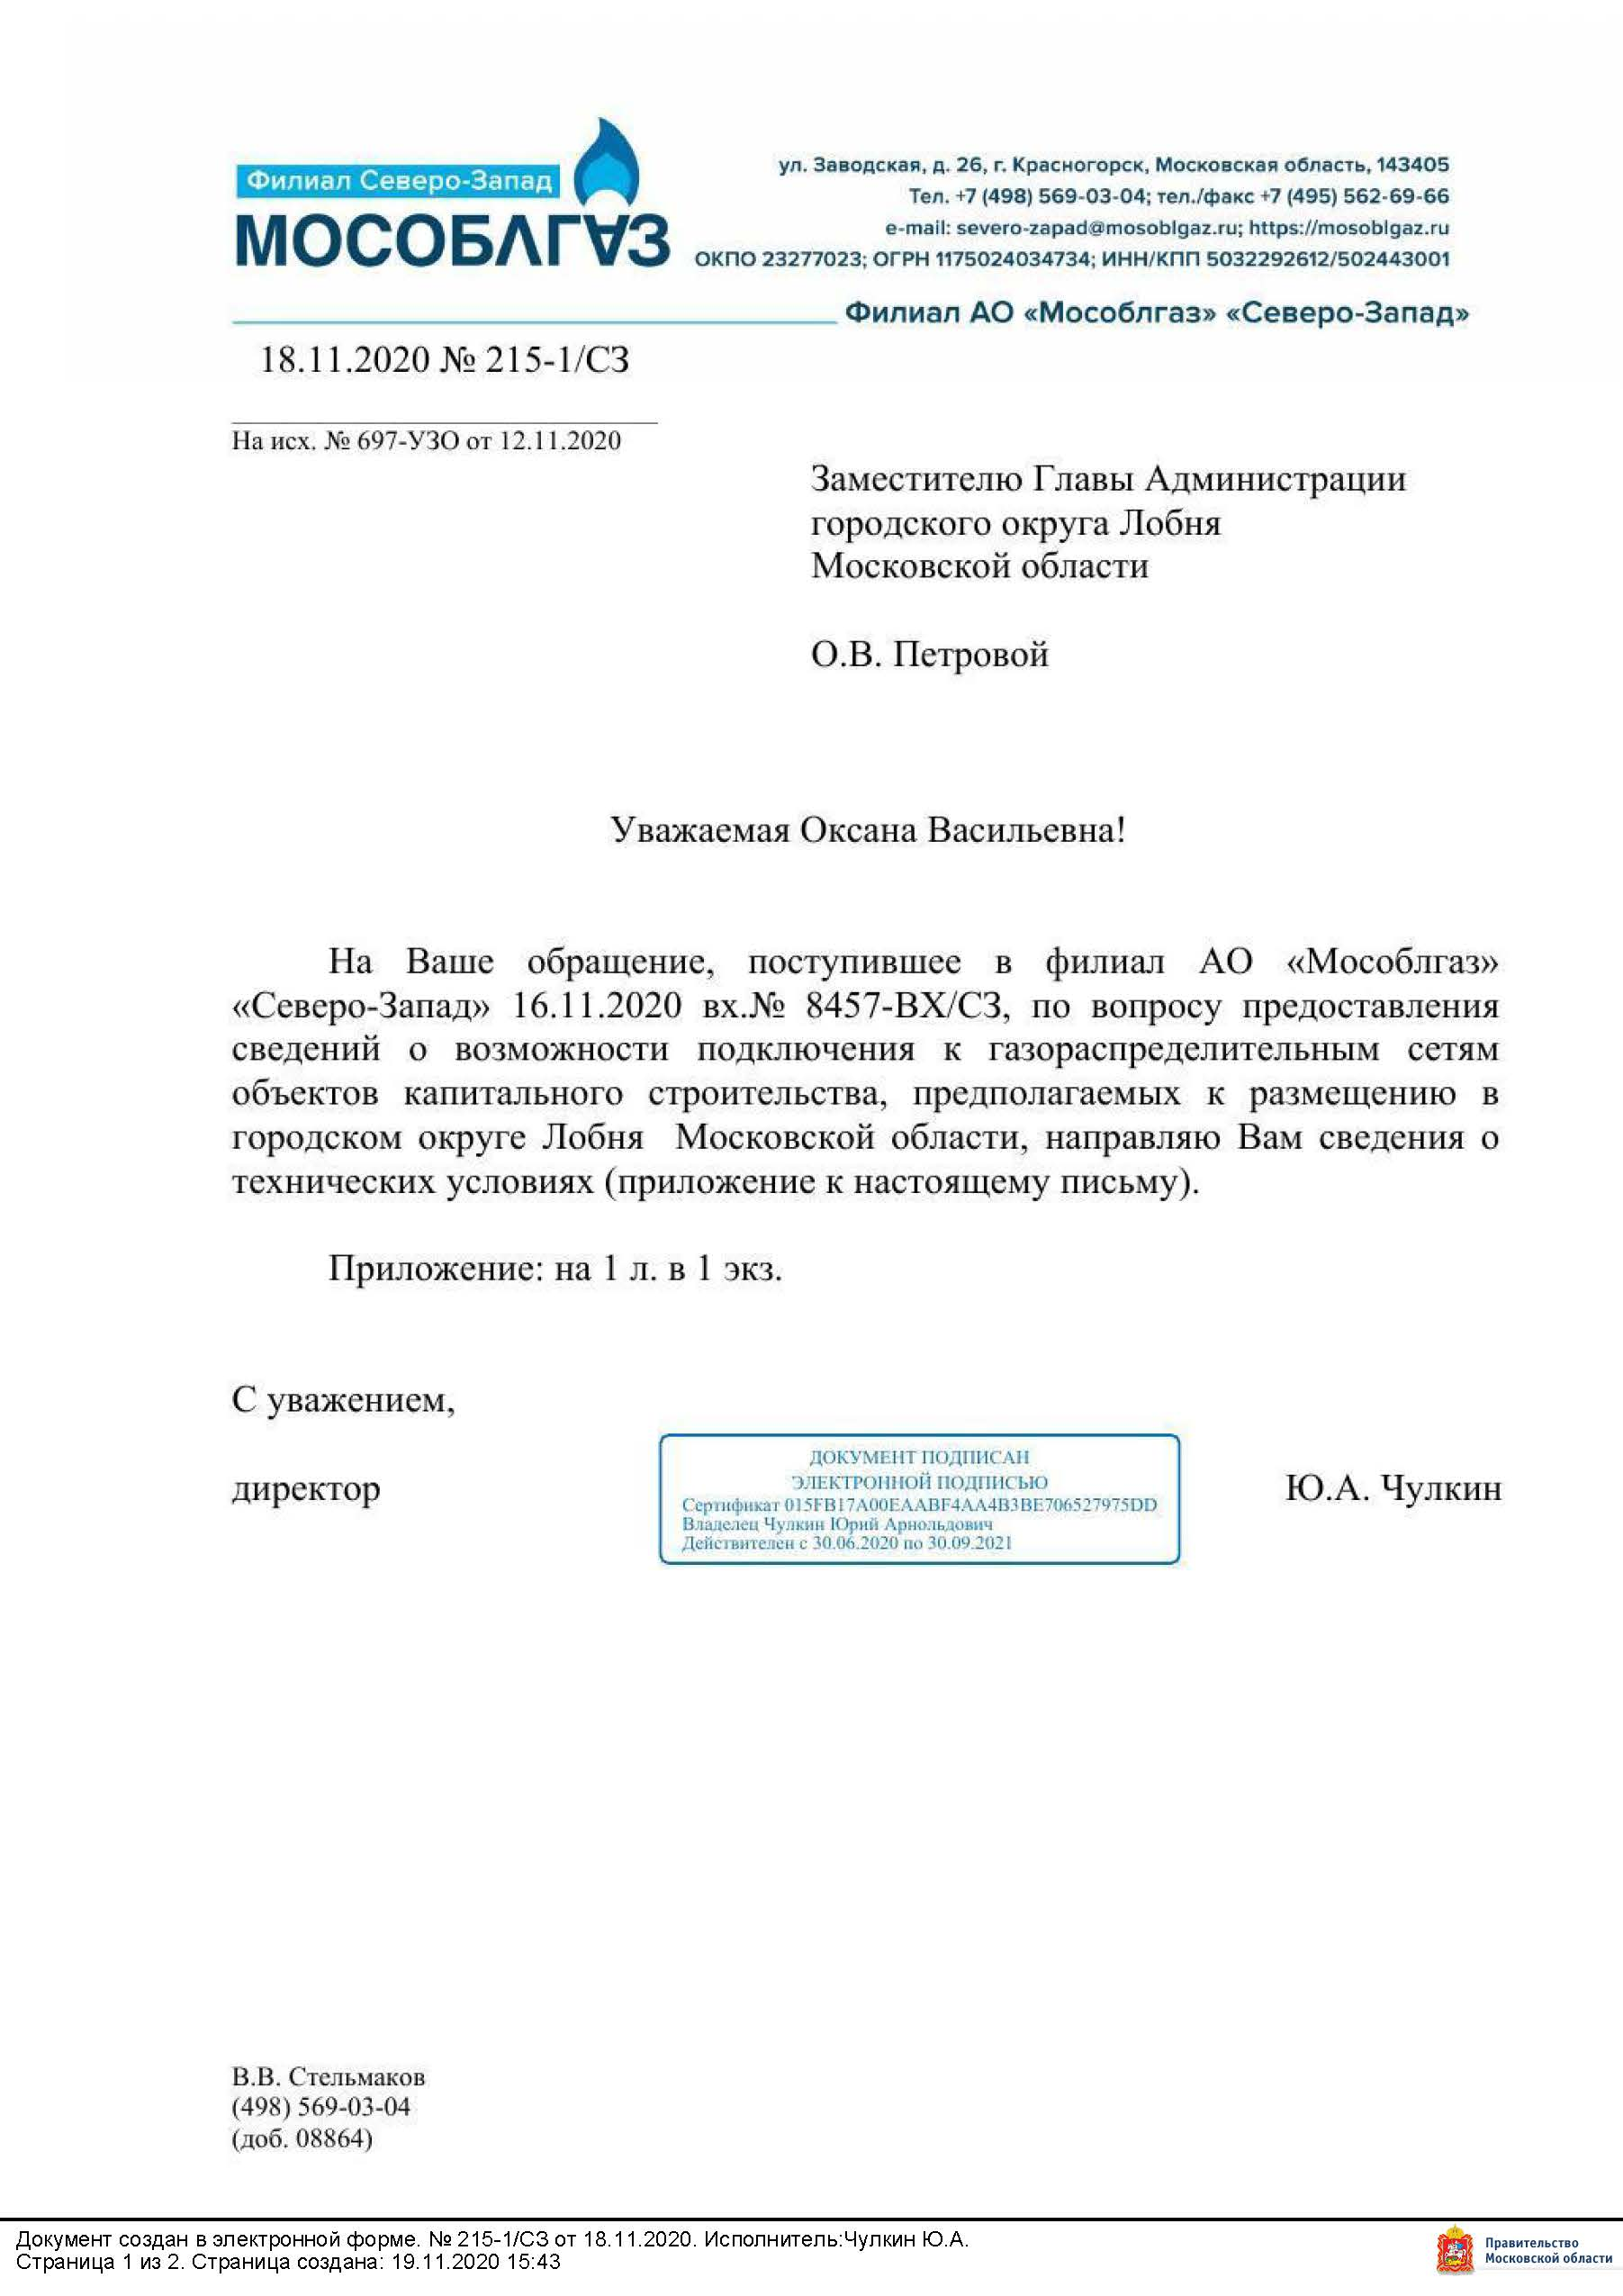 Филиал Северо-Запад
МОСОБЛГАЗ
ул. Заводская, д. 26, г. Красногорск, Московская область, 143405
Тел. +7 (498) 569-03-04; тел./факс +7 (495) 562-69-66
e-mail: severo-zapad@mosoblgaz.ru; https://mosoblgaz.ru
ОКПО 23277023; ОГРН 1175024034734; ИНН/КПП 5032292612/502443001
Филиал АО «Мособлгаз» «Северо-Запад»
18.11.2020 № 215-1/СЗ
На исх. № 697-УЗО от 12.11.2020
Заместителю Главы Администрации
городского округа Лобня
Московской области
О.В. Петровой
Уважаемая Оксана Васильевна!
На Ваше обращение, поступившее в филиал АО «Мособлгаз»
«Северо-Запад» 16.11.2020 вх.№ 8457-ВХ/СЗ, по вопросу предоставления
сведений о возможности подключения к газораспределительным сетям
объектов капитального строительства, предполагаемых к размещению в
городском округе Лобня Московской области, направляю Вам сведения о
технических условиях (приложение к настоящему письму).
Приложение: на 1 л. в 1 экз.
С уважением,
директор
ДОКУМЕНТ ПОДПИСАН
ЭЛЕКТРОННОЙ ПОДПИСЬЮ
Сертификат 015FB17A00EAABF4AA4B3BE706527975DD
Владелец Чулкин Юрий Арнольдович
Действителен с 30.06.2020 по 30.09.2021
Ю.А. Чулкин
В.В. Стельмаков
(498) 569-03-04
(доб. 08864)
Документ создан в электронной форме. № 215-1/СЗ от 18.11.2020. Исполнитель:Чулкин Ю.А.
Страница 1 из 2. Страница создана: 19.11.2020 15:43
Правительство
Московской области